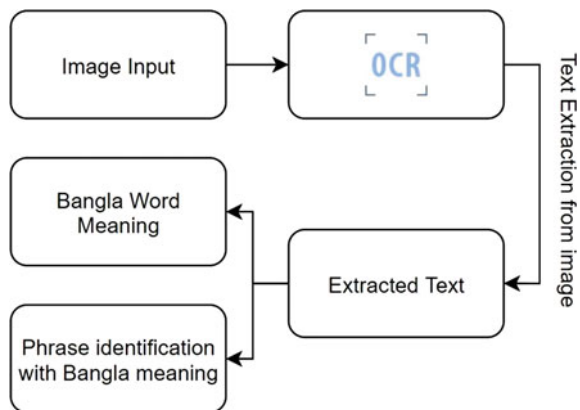 Image Input
OCR
Text Extraction from image
Bangla Word
Meaning
Extracted Text
Phrase identification
with Bangla meaning